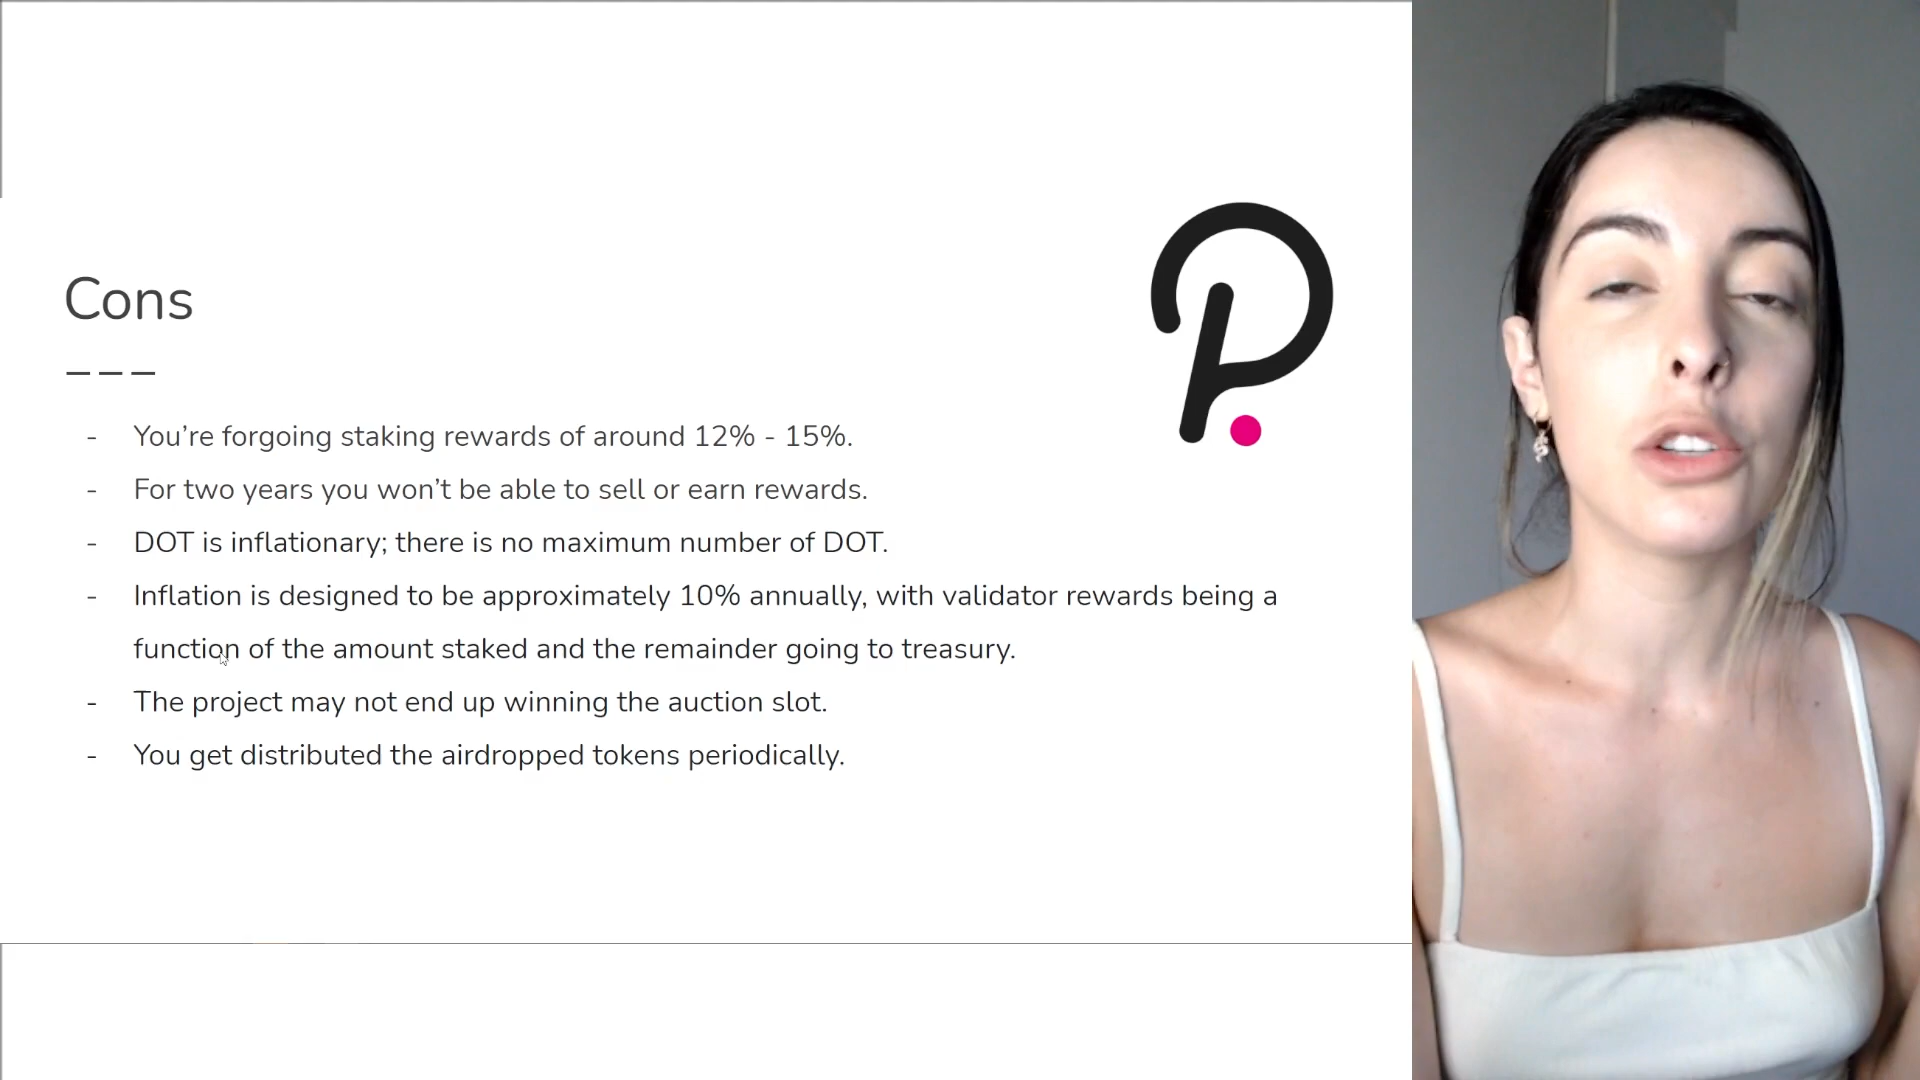 Cons
- You’re forgoing staking rewards of around 12% - 15%.
- For two years you won’t be able to sell or earn rewards.
- DOT is inflationary; there is no maximum number of DOT.
- Inflation is designed to be approximately 10% annually, with validator rewards being a
function of the amount staked and the remainder going to treasury.
- The project may not end up winning the auction slot.
- You get distributed the airdropped tokens periodically.